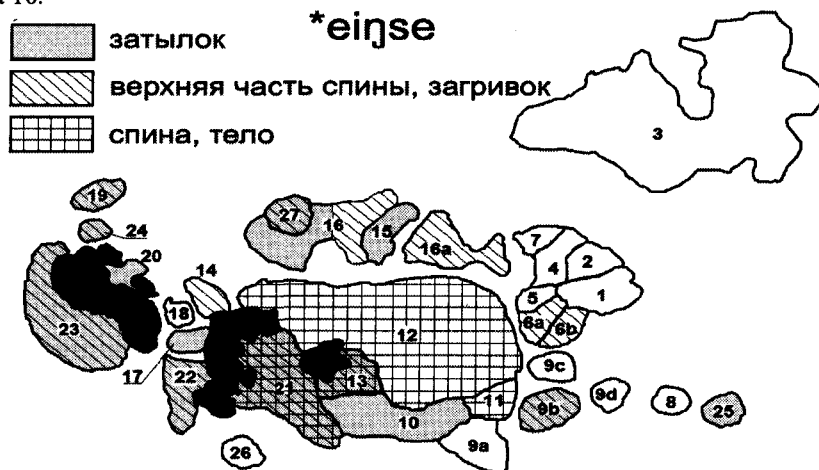 затылок
*eiŋse
верхняя часть спины, загривок
спина, тело
3
19
24
20
23
14
18
17
22
27
16
15
16a
12
21
13
10
11
9a
26
7
4
2
1
5
6a
6b
9c
9b
9d
8
25